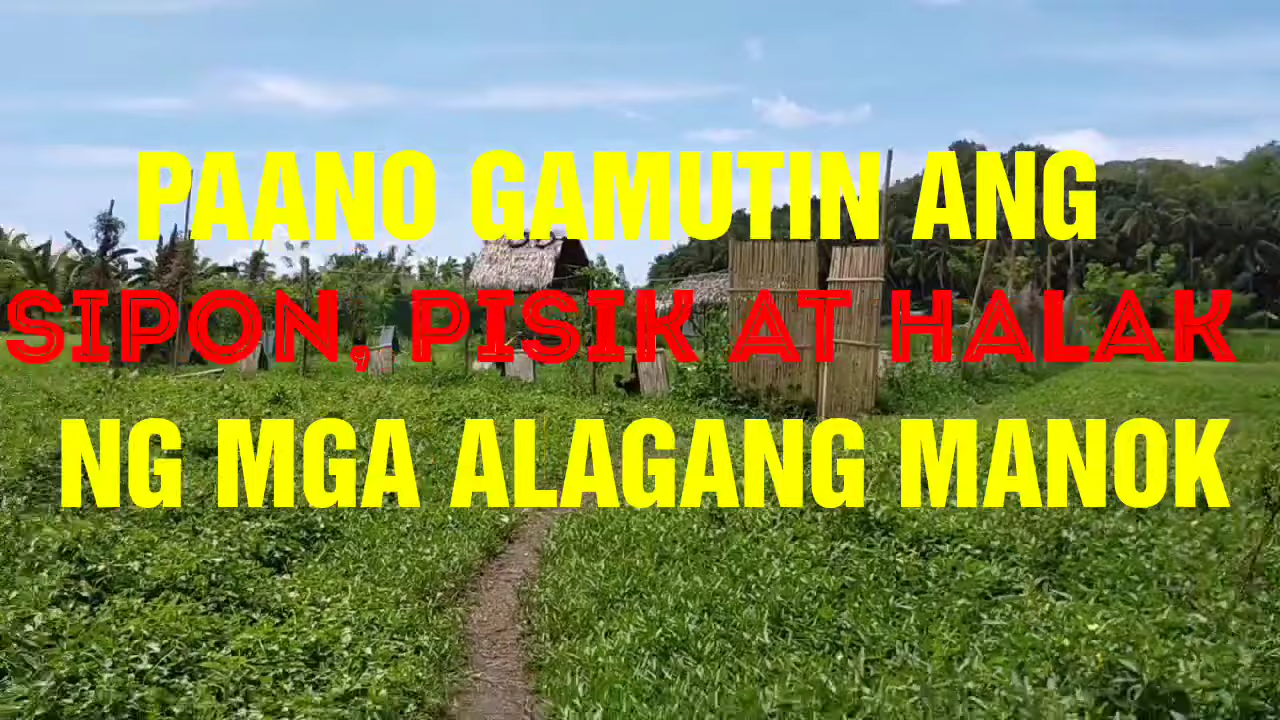 PAANO GAMUTIN ANG
SIPON, PISIK AT HALAK
NG MGA ALAGANG MANOK